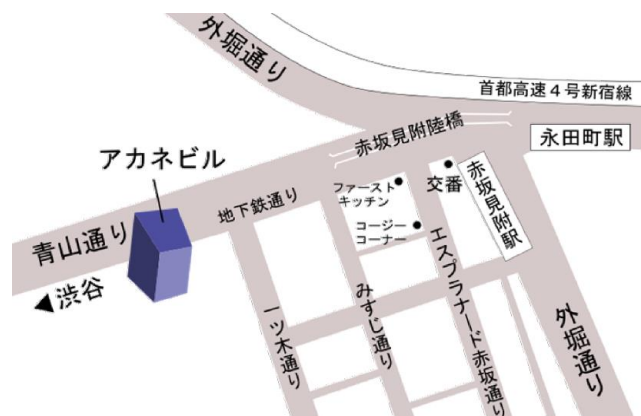 外堀通り
首都高速4号新宿線
赤坂見附陸橋
永田町駅
アカネビル
ファースト
キッチン
交番
赤坂見附駅
地下鉄通り
コージー
コーナー
青山通り
◀渋谷
エスプラナード赤坂通り
みすじ通り
一ツ木通り
外堀通り